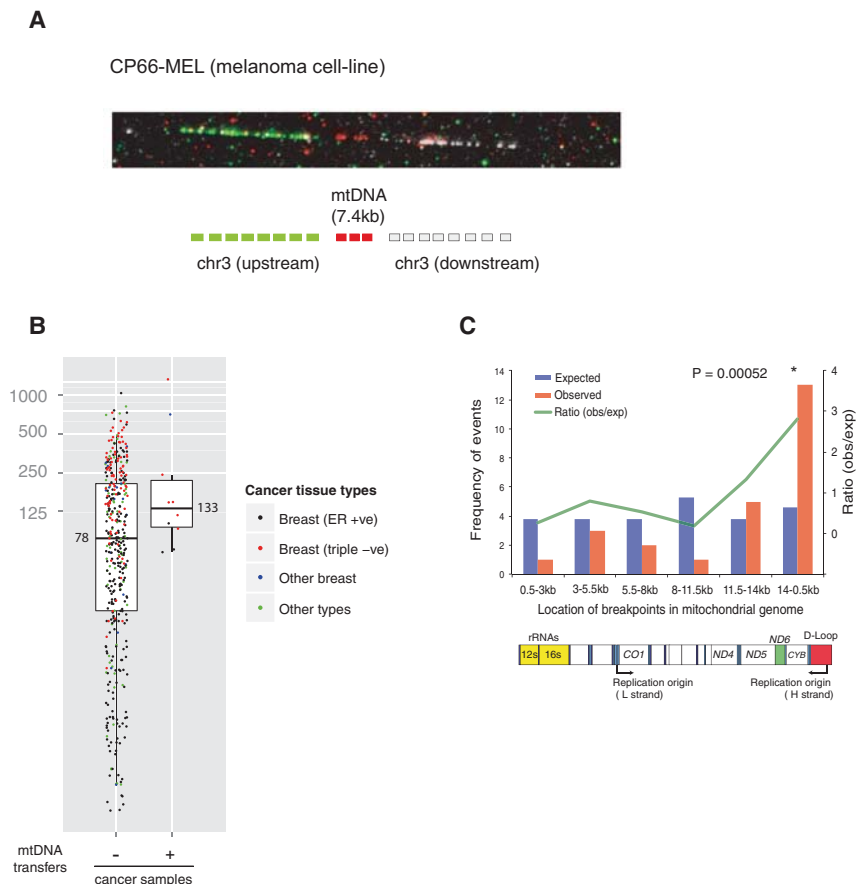 A
CP66-MEL (melanoma cell-line)
mtDNA
(7.4kb)
chr3 (upstream)
chr3 (downstream)
B
1000
500
250
125
78
133
mtDNA
transfers
-
+
cancer samples
Cancer tissue types
Breast (ER +ve)
Breast (triple −ve)
Other breast
Other types
C
14
12
10
8
6
4
2
0
Frequency of events
Expected
Observed
Ratio (obs/exp)
P = 0.00052
*
4
3
2
1
0
Ratio (obs/exp)
0.5-3kb
3-5.5kb
5.5-8kb
8-11.5kb
11.5-14kb
14-0.5kb
Location of breakpoints in mitochondrial genome
rRNAs
ND6
D-Loop
12s
16s
CO1
ND4
ND5
CYB
Replication origin
( L strand)
Replication origin
( H strand)